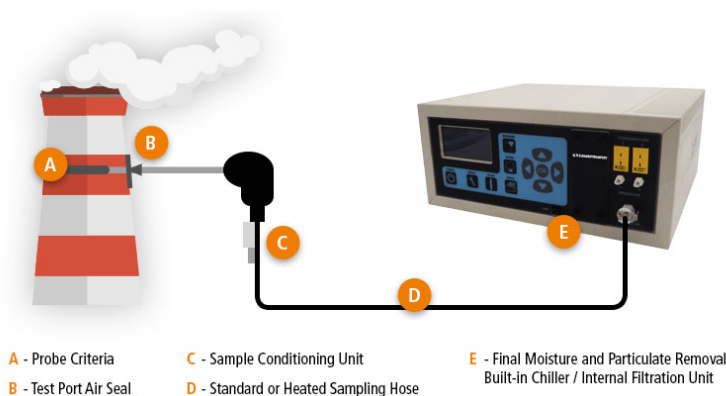 B
A
C
D
E
OK
A - Probe Criteria
B - Test Port Air Seal
C - Sample Conditioning Unit
D - Standard or Heated Sampling Hose
E - Final Moisture and Particulate Removal
Built-in Chiller / Internal Filtration Unit